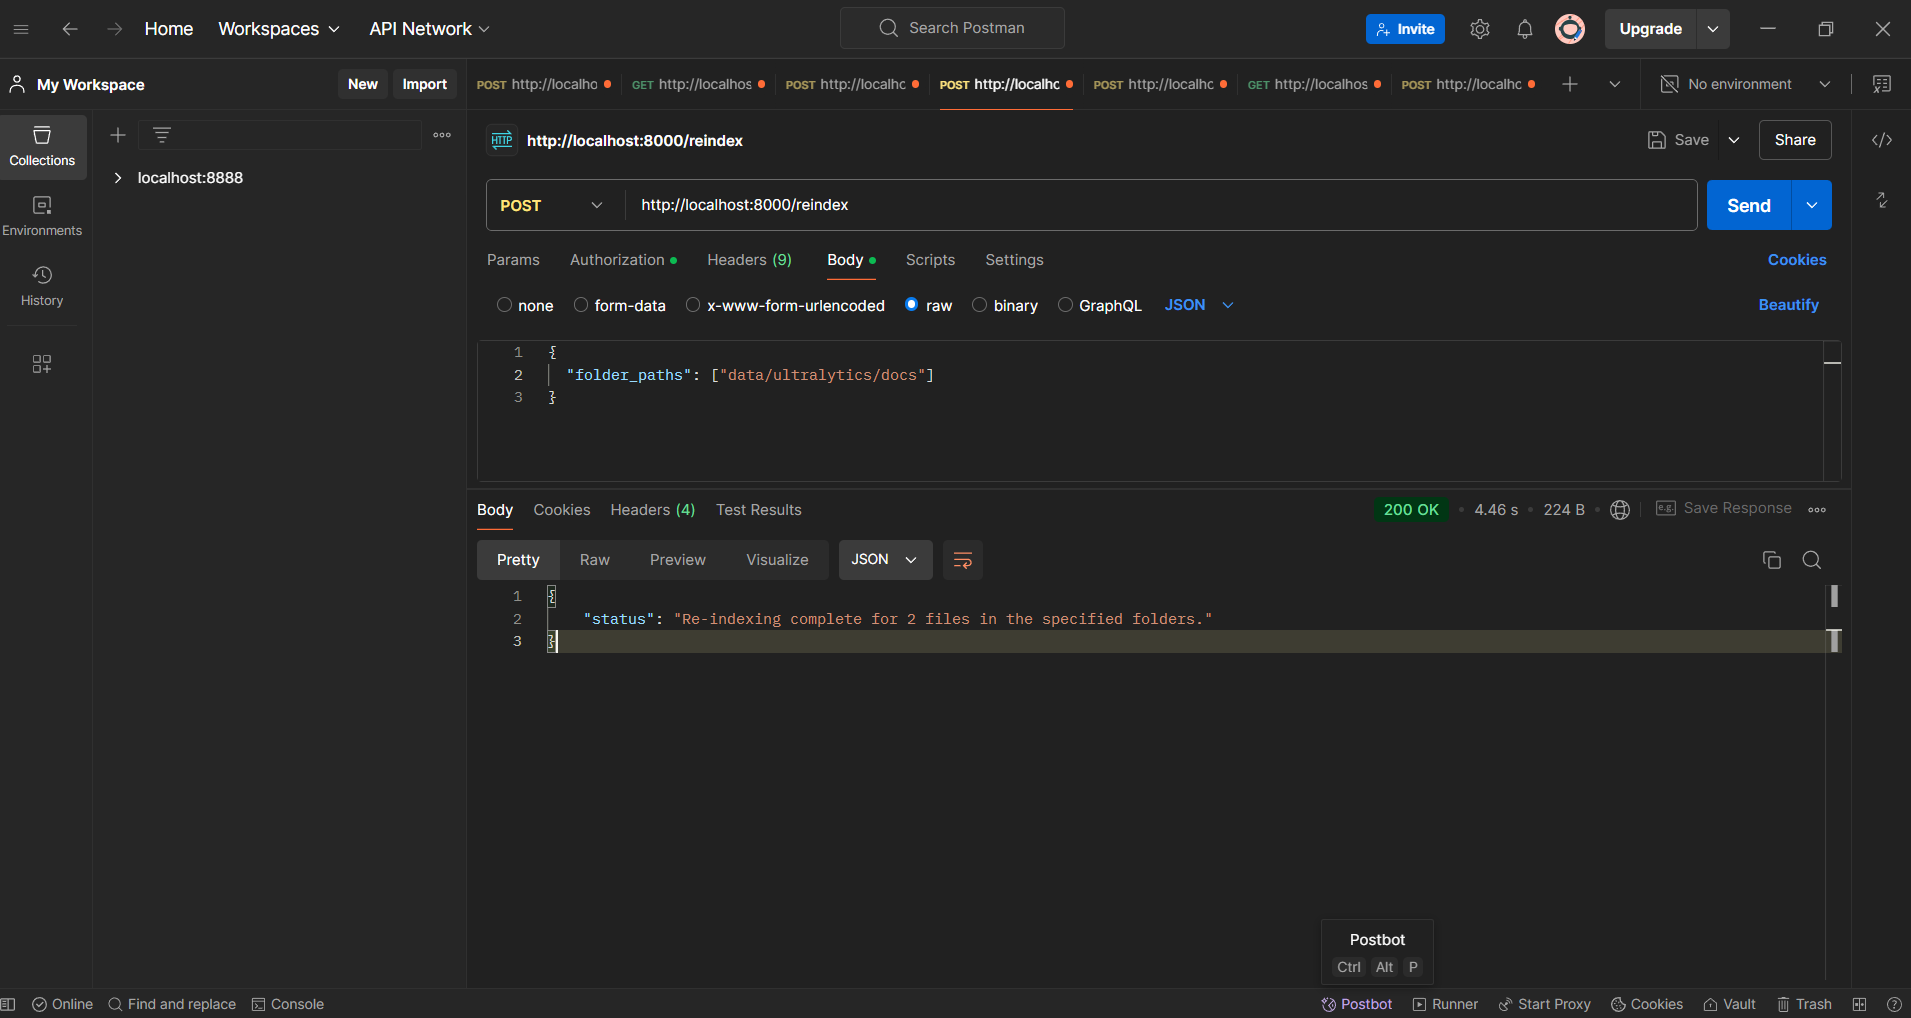 Home Workspaces API Network Search Postman Invite Upgrade
My Workspace New Import POST http://localho GET http://localhos POST http://localhc POST http://localhc POST http://localhc GET http://localhos POST http://localhc No environment
Collections
Environments
History
localhost:8888
HTTP http://localhost:8000/reindex Save Share
POST http://localhost:8000/reindex Send
Params Authorization Headers (9) Body Scripts Settings Cookies
none form-data x-www-form-urlencoded raw binary GraphQL JSON Beautify
1 {
2 "folder_paths": ["data/ultralytics/docs"]
3 }
Body Cookies Headers (4) Test Results 200 OK 4.46 s 224 B e.g. Save Response
Pretty Raw Preview Visualize JSON
1 {
2 "status": "Re-indexing complete for 2 files in the specified folders."
3 }
Postbot
Ctrl Alt P
Online Find and replace Console Postbot Runner Start Proxy Cookies Vault Trash